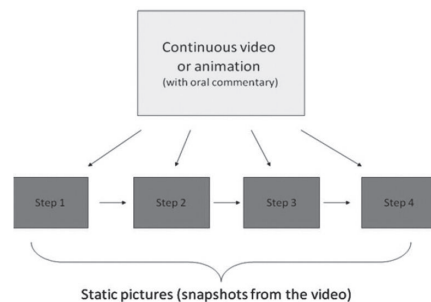 Continuous video
or animation
(with oral commentary)
Step 1
Step 2
Step 3
Step 4
Static pictures (snapshots from the video)